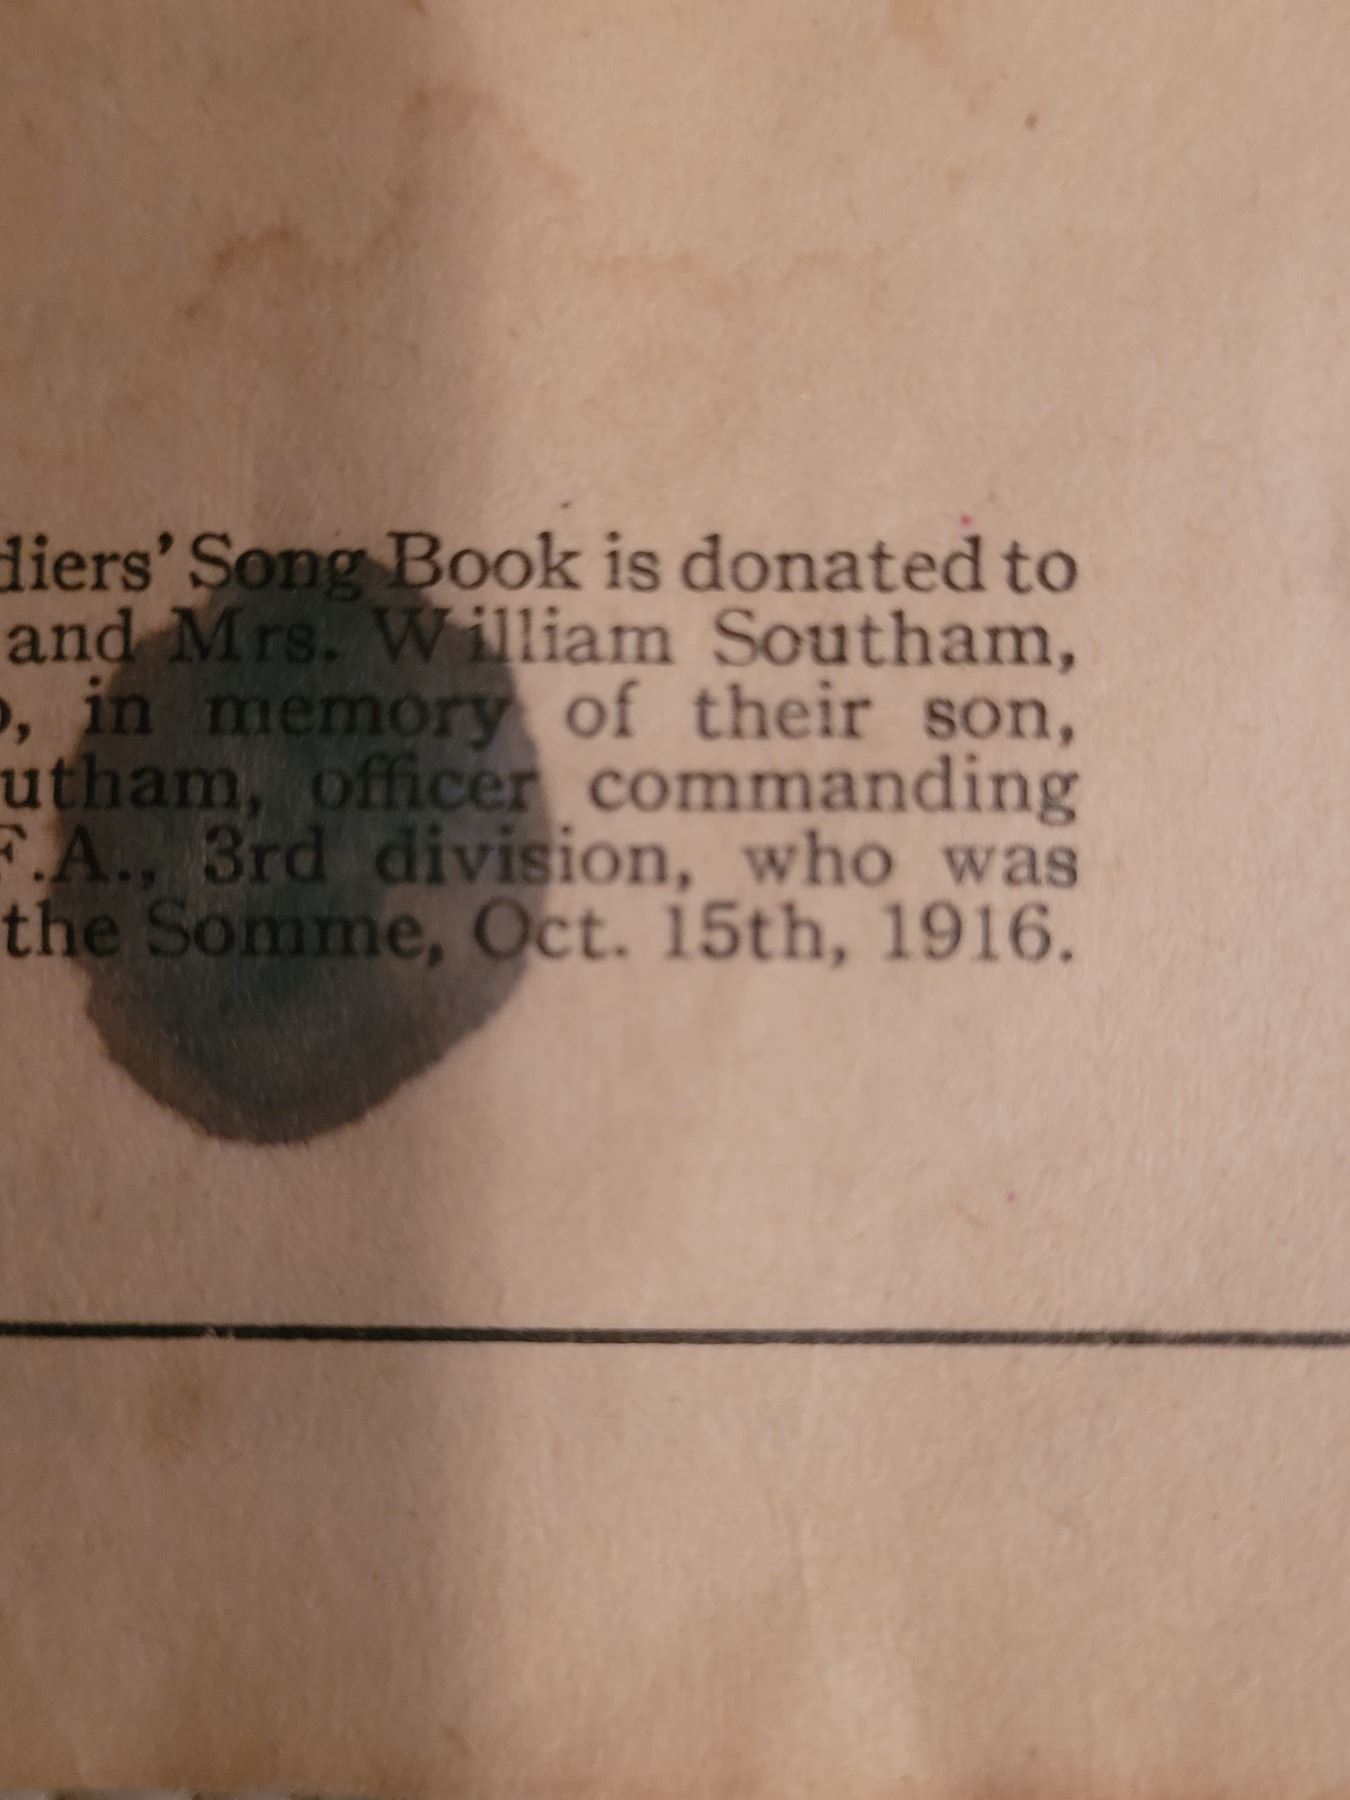 diers' Song Book is donated to
and Mrs. William Southam,
, in memory of their son,
utham, officer commanding
F.A., 3rd division, who was
the Somme, Oct. 15th, 1916.